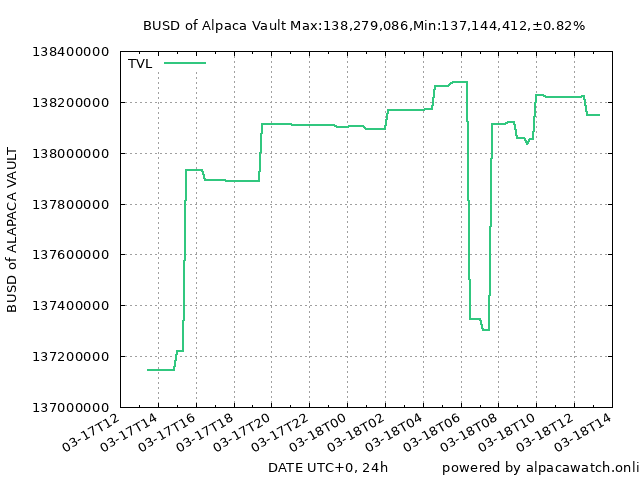 BUSD of Alpaca Vault Max:138,279,086,Min:137,144,412,±0.82%
TVL
138400000
138200000
138000000
137800000
137600000
137400000
137200000
137000000
BUSD of ALAPACA VAULT
03-17T12
03-17T14
03-17T16
03-17T18
03-17T20
03-17T22
03-18T00
03-18T02
03-18T04
03-18T06
03-18T08
03-18T10
03-18T12
03-18T14
DATE UTC+0, 24h
powered by alpacawatch.onli